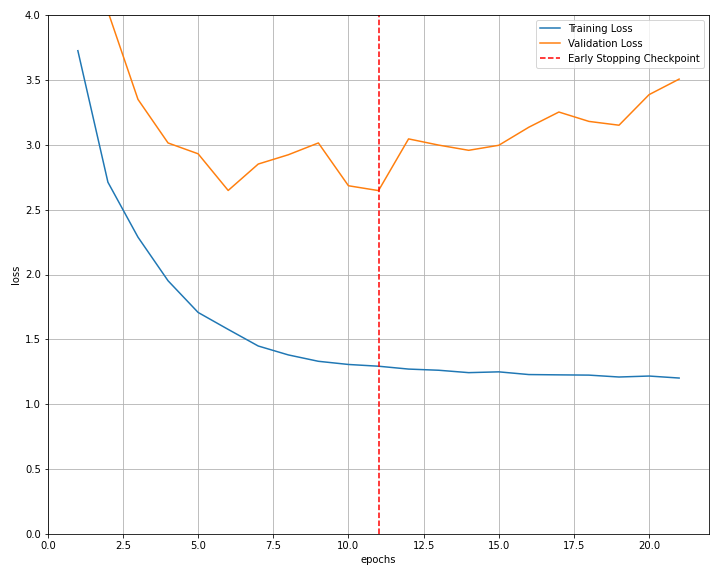 Training Loss
Validation Loss
Early Stopping Checkpoint
4.0
3.5
3.0
2.5
2.0
1.5
1.0
0.5
0.0
loss
0.0 2.5 5.0 7.5 10.0 12.5 15.0 17.5 20.0
epochs